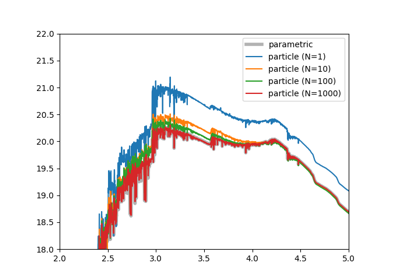 22.0
21.5
21.0
20.5
20.0
19.5
19.0
18.5
18.0
2.0 2.5 3.0 3.5 4.0 4.5 5.0
parametric
particle (N=1)
particle (N=10)
particle (N=100)
particle (N=1000)